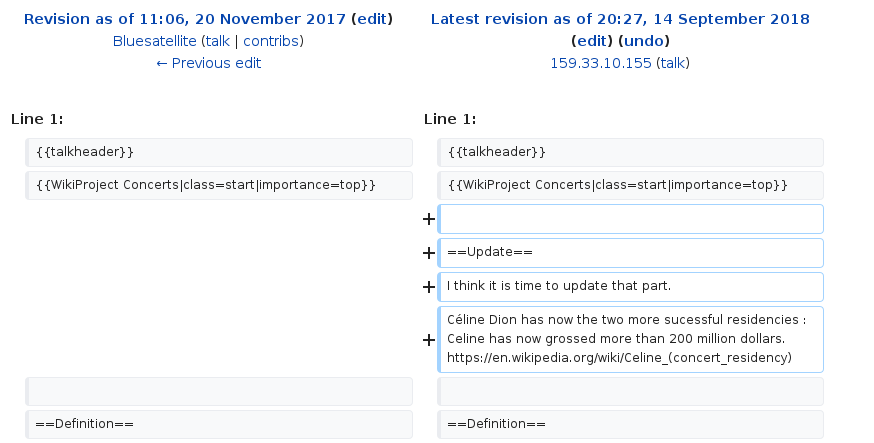 Revision as of 11:06, 20 November 2017 (edit)
Bluesatellite (talk | contribs)
← Previous edit
Latest revision as of 20:27, 14 September 2018
(edit) (undo)
159.33.10.155 (talk)
Line 1:
Line 1:
{{talkheader}}
{{talkheader}}
{{WikiProject Concerts|class=start|importance=top}}
{{WikiProject Concerts|class=start|importance=top}}
+
+ ==Update==
+ I think it is time to update that part.
+ Céline Dion has now the two more sucessful residencies :
Celine has now grossed more than 200 million dollars.
https://en.wikipedia.org/wiki/Celine_(concert_residency)
==Definition==
==Definition==